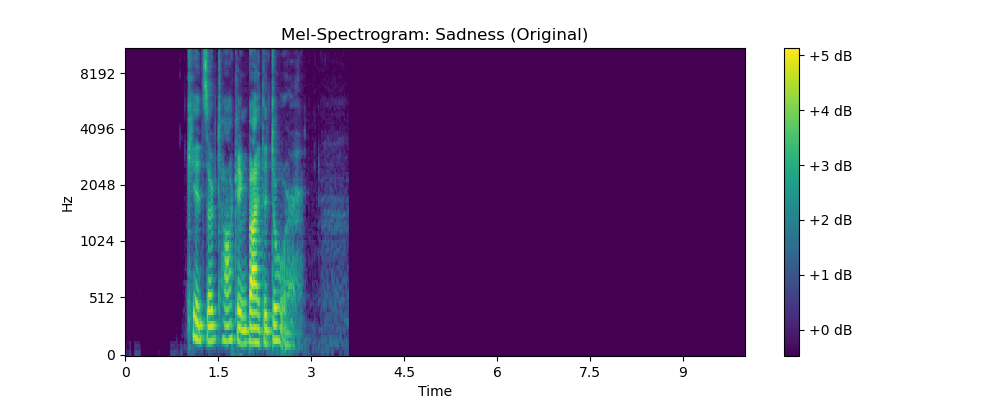 Mel-Spectrogram: Sadness (Original)
Hz
8192
4096
2048
1024
512
0
0 1.5 3 4.5 6 7.5 9
Time
+5 dB
+4 dB
+3 dB
+2 dB
+1 dB
+0 dB